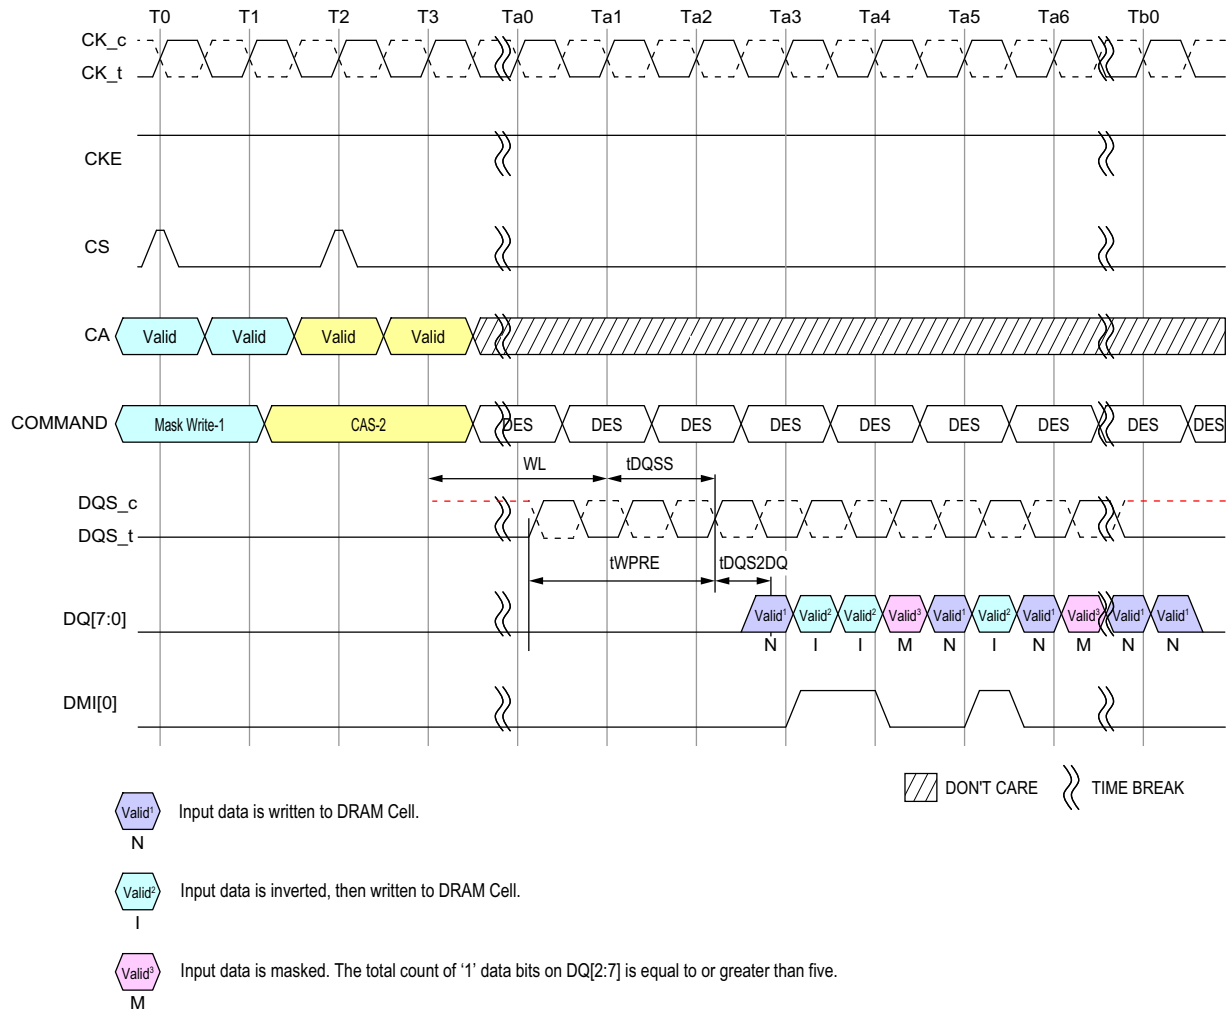 T0 T1 T2 T3 Ta0 Ta1 Ta2 Ta3 Ta4 Ta5 Ta6 Tb0
CK_c
CK_t
CKE
CS
CA Valid Valid Valid Valid
COMMAND Mask Write-1 CAS-2 DES DES DES DES DES DES DES DES DES
WL tDQSS
DQS_c
DQS_t
tWPRE tDQS2DQ
DQ[7:0] Valid¹ Valid² Valid² Valid³ Valid¹ Valid² Valid¹ Valid³ Valid¹ Valid¹
N I I M N I N M N N
DMI[0]
DON'T CARE TIME BREAK
Valid¹ Input data is written to DRAM Cell.
N
Valid² Input data is inverted, then written to DRAM Cell.
I
Valid³ Input data is masked. The total count of ‘1’ data bits on DQ[2:7] is equal to or greater than five.
M